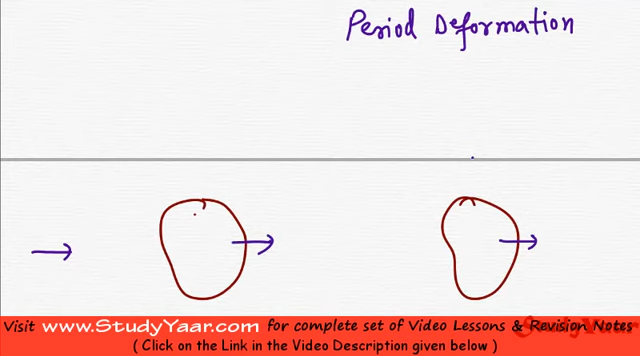 Period Deformation
Visit www.StudyYaar.com for complete set of Video Lessons & Revision Notes
StudyYaar
( Click on the Link in the Video Description given below )